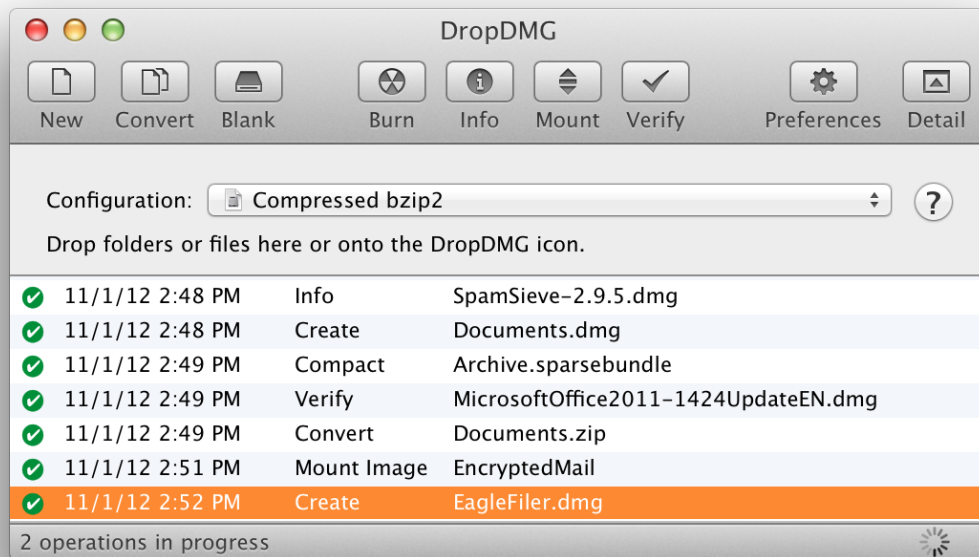 DropDMG
New Convert Blank Burn Info Mount Verify Preferences Detail
Configuration: Compressed bzip2 ?
Drop folders or files here or onto the DropDMG icon.
11/1/12 2:48 PM Info SpamSieve-2.9.5.dmg
11/1/12 2:48 PM Create Documents.dmg
11/1/12 2:49 PM Compact Archive.sparsebundle
11/1/12 2:49 PM Verify MicrosoftOffice2011-1424UpdateEN.dmg
11/1/12 2:49 PM Convert Documents.zip
11/1/12 2:51 PM Mount Image EncryptedMail
11/1/12 2:52 PM Create EagleFiler.dmg
2 operations in progress